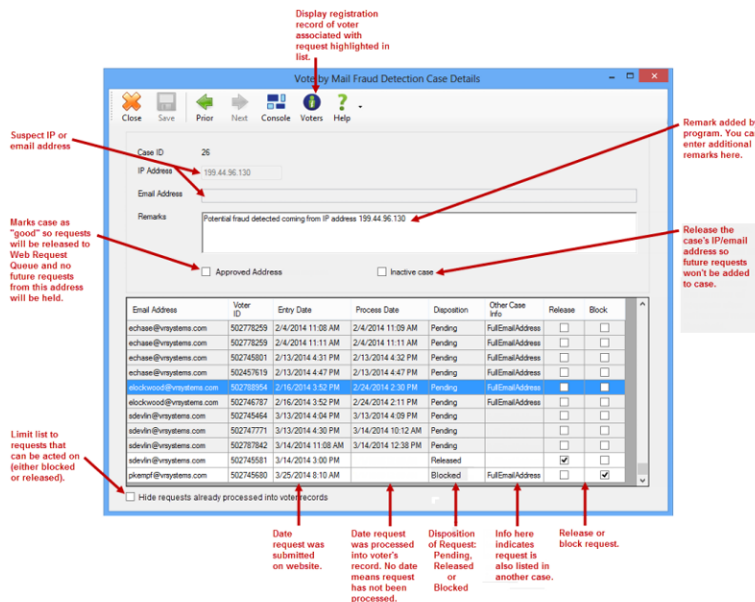 Display registration
record of voter
associated with
request highlighted in
list.
Vote by Mail Fraud Detection Case Details
Close Save Prior Next Console Voters Help
Suspect IP or
email address
Case ID 26
IP Address 199.44.96.130
Email Address
Remarks Potential fraud detected coming from IP address 199.44.96.130
Remark added by
program. You ca
enter additional
remarks here.
Marks case as
"good" so requests
will be released to
Web Request
Queue and no
future requests
from this address
will be held.
Approved Address Inactive case
Release the
case's IP/email
address so
future requests
won't be added
to case.
Email Address Voter ID Entry Date Process Date Disposition Other Case Info Release Block
echase@vrsystems.com 502778259 2/4/2014 11:08 AM 2/4/2014 11:09 AM Pending FullEmailAddress
echase@vrsystems.com 502778259 2/4/2014 11:11 AM 2/4/2014 11:11 AM Pending FullEmailAddress
echase@vrsystems.com 502745801 2/13/2014 4:31 PM 2/13/2014 4:32 PM Pending FullEmailAddress
echase@vrsystems.com 502457619 2/13/2014 4:47 PM 2/13/2014 4:47 PM Pending FullEmailAddress
elockwood@vrsystems.com 502788954 2/16/2014 3:52 PM 2/24/2014 2:30 PM Pending FullEmailAddress
elockwood@vrsystems.com 502746787 2/16/2014 3:52 PM 2/24/2014 2:11 PM Pending FullEmailAddress
sdevlin@vrsystems.com 502745464 3/13/2014 4:04 PM 3/13/2014 4:09 PM Pending
sdevlin@vrsystems.com 502747771 3/13/2014 4:30 PM 3/14/2014 10:12 AM Pending
sdevlin@vrsystems.com 502787842 3/14/2014 11:08 AM 3/14/2014 12:38 PM Pending
sdevlin@vrsystems.com 502745581 3/14/2014 3:00 PM Released
pkempf@vrsystems.com 502745680 3/25/2014 8:10 AM Blocked FullEmailAddress
Limit list to
requests that
can be acted on
(either blocked
or released).
Hide requests already processed into voter records
Date
request was
submitted
on website.
Date request
was processed
into voter's
record. No date
means request
has not been
processed.
Disposition
of Request:
Pending,
Released
or
Blocked
Info here
indicates
request is
also listed in
another case.
Release or
block request.